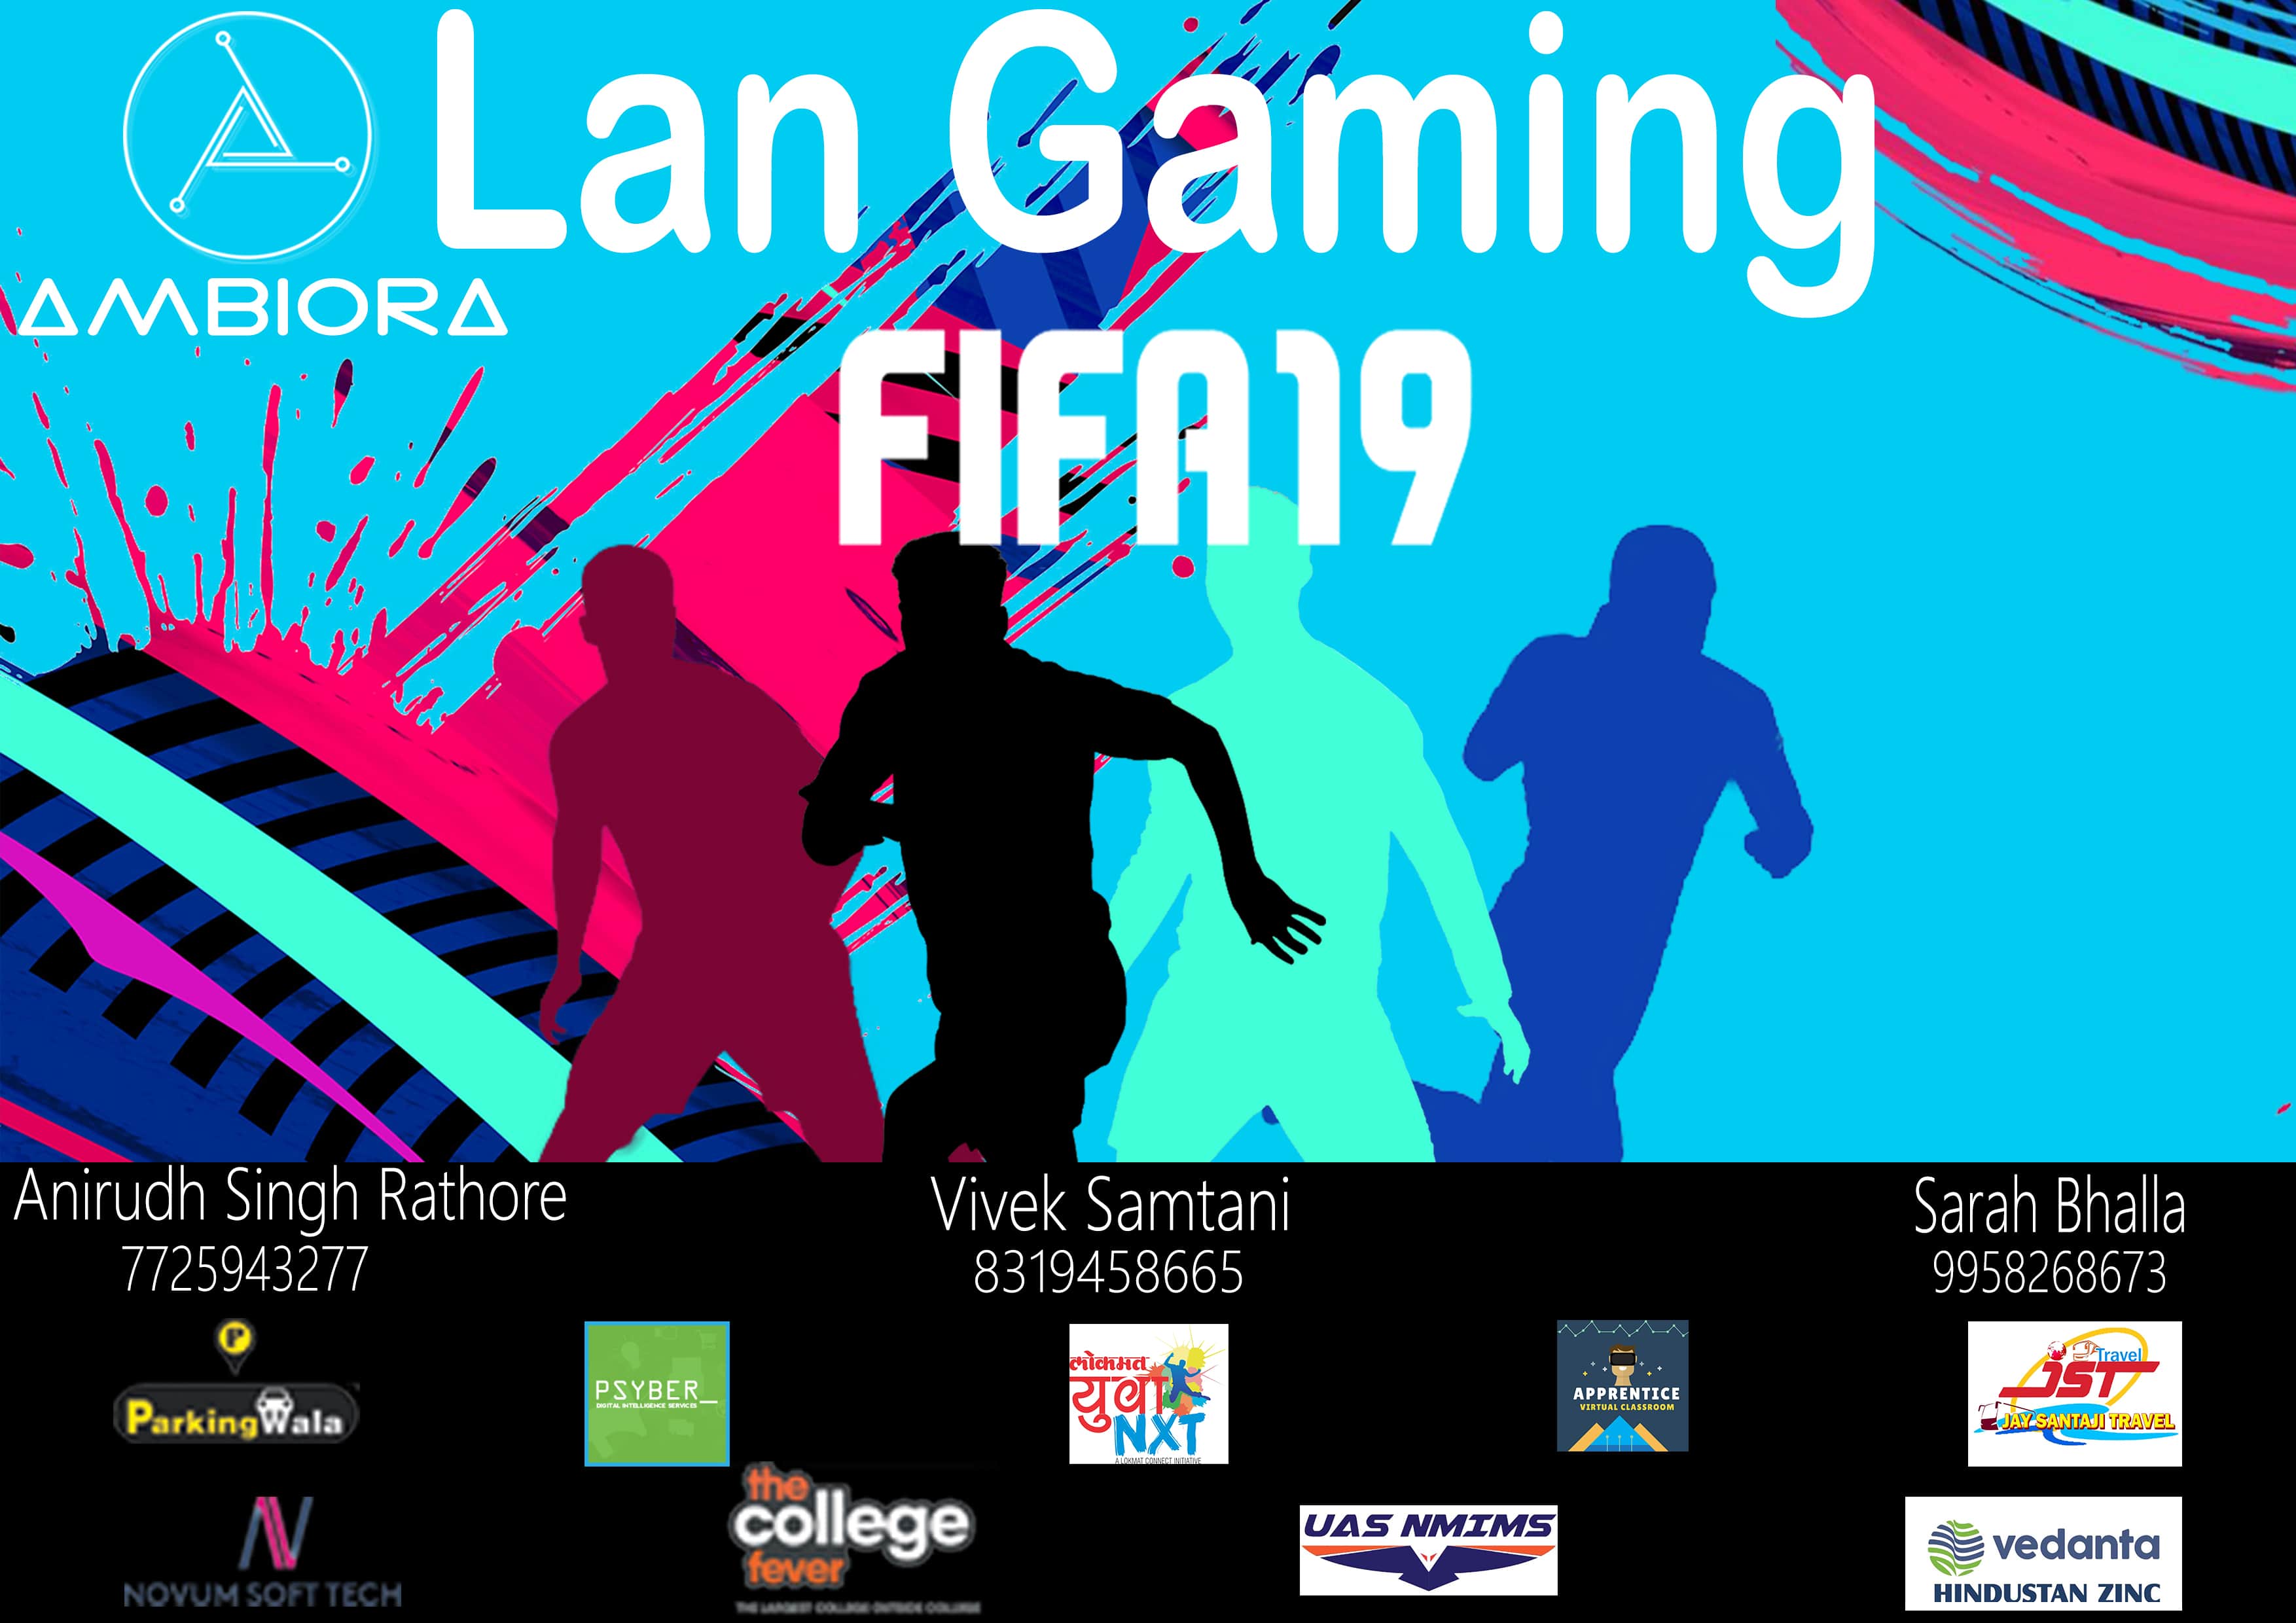 Lan Gaming
AMBIORA
FIFA19
Anirudh Singh Rathore
7725943277
Vivek Samtani
8319458665
Sarah Bhalla
9958268673
P
ParkingWala
PSYBER_
DIGITAL INTELLIGENCE SERVICES
लोकमत
युवा
NXT
A LOKMAT CONNECT INITIATIVE
APPRENTICE
VIRTUAL CLASSROOM
Travel
JST
JAY SANTAJI TRAVEL
NOVUM SOFT TECH
the
college
fever
THE LARGEST COLLEGE OUTSIDE COLLEGE
UAS NMIMS
vedanta
HINDUSTAN ZINC